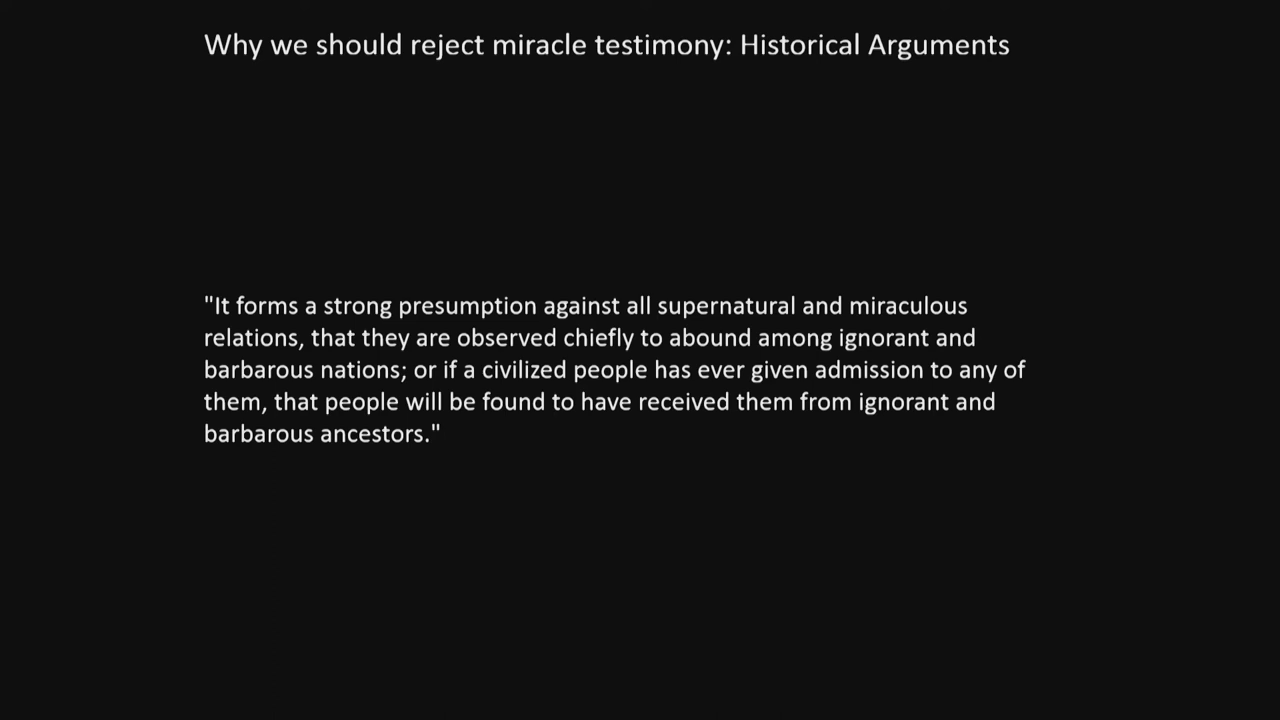 Why we should reject miracle testimony: Historical Arguments
"It forms a strong presumption against all supernatural and miraculous
relations, that they are observed chiefly to abound among ignorant and
barbarous nations; or if a civilized people has ever given admission to any of
them, that people will be found to have received them from ignorant and
barbarous ancestors."